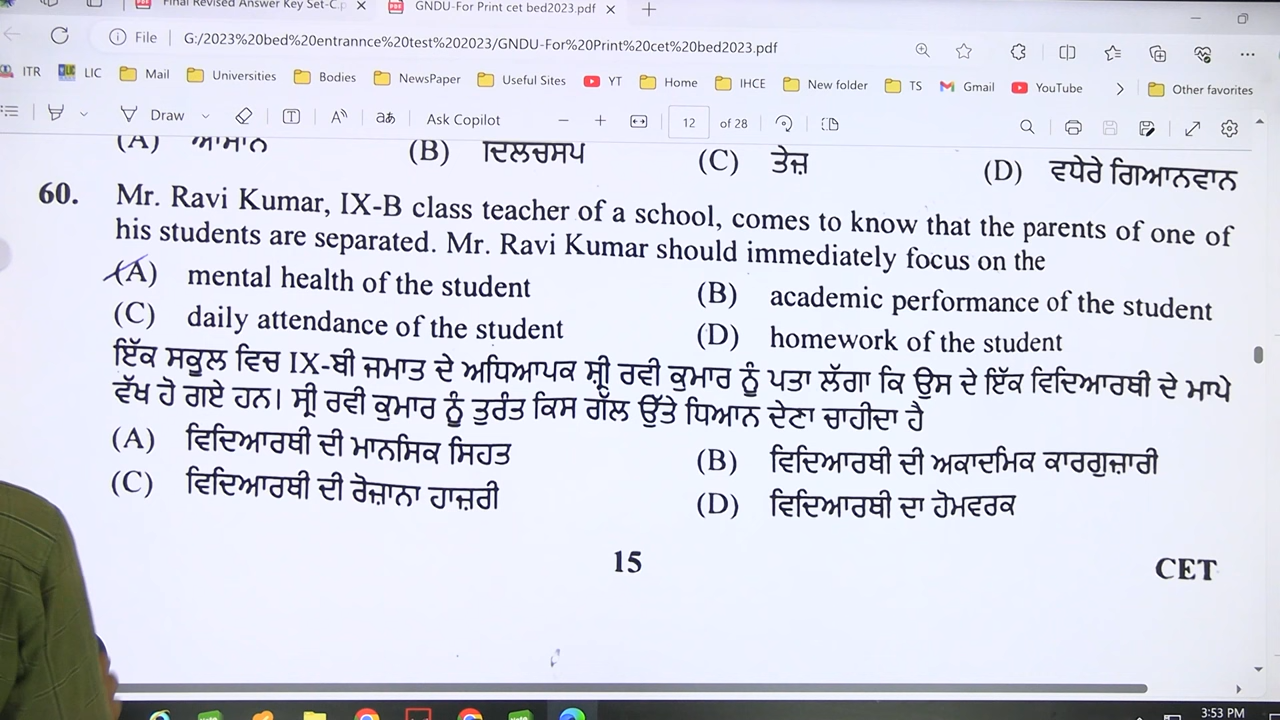 Final Revised Answer Key Set-C.p
GNDU-For Print cet bed2023.pdf
File G:/2023%20bed%20entrannce%20test%202023/GNDU-For%20Print%20cet%20bed2023.pdf
ITR LIC Mail Universities Bodies NewsPaper Useful Sites YT Home IHCE New folder TS Gmail YouTube Other favorites
Draw aあ Ask Copilot 12 of 28
(A) ਆਸਾਨ (B) ਦਿਲਚਸਪ (C) ਤੇਜ਼ (D) ਵਧੇਰੇ ਗਿਆਨਵਾਨ
60. Mr. Ravi Kumar, IX-B class teacher of a school, comes to know that the parents of one of
his students are separated. Mr. Ravi Kumar should immediately focus on the
(A) mental health of the student (B) academic performance of the student
(C) daily attendance of the student (D) homework of the student
ਇੱਕ ਸਕੂਲ ਵਿਚ IX-ਬੀ ਜਮਾਤ ਦੇ ਅਧਿਆਪਕ ਸ੍ਰੀ ਰਵੀ ਕੁਮਾਰ ਨੂੰ ਪਤਾ ਲੱਗਾ ਕਿ ਉਸ ਦੇ ਇੱਕ ਵਿਦਿਆਰਥੀ ਦੇ ਮਾਪੇ
ਵੱਖ ਹੋ ਗਏ ਹਨ। ਸ੍ਰੀ ਰਵੀ ਕੁਮਾਰ ਨੂੰ ਤੁਰੰਤ ਕਿਸ ਗੱਲ ਉੱਤੇ ਧਿਆਨ ਦੇਣਾ ਚਾਹੀਦਾ ਹੈ
(A) ਵਿਦਿਆਰਥੀ ਦੀ ਮਾਨਸਿਕ ਸਿਹਤ (B) ਵਿਦਿਆਰਥੀ ਦੀ ਅਕਾਦਮਿਕ ਕਾਰਗੁਜ਼ਾਰੀ
(C) ਵਿਦਿਆਰਥੀ ਦੀ ਰੋਜ਼ਾਨਾ ਹਾਜ਼ਰੀ (D) ਵਿਦਿਆਰਥੀ ਦਾ ਹੋਮਵਰਕ
15 CET
3:53 PM